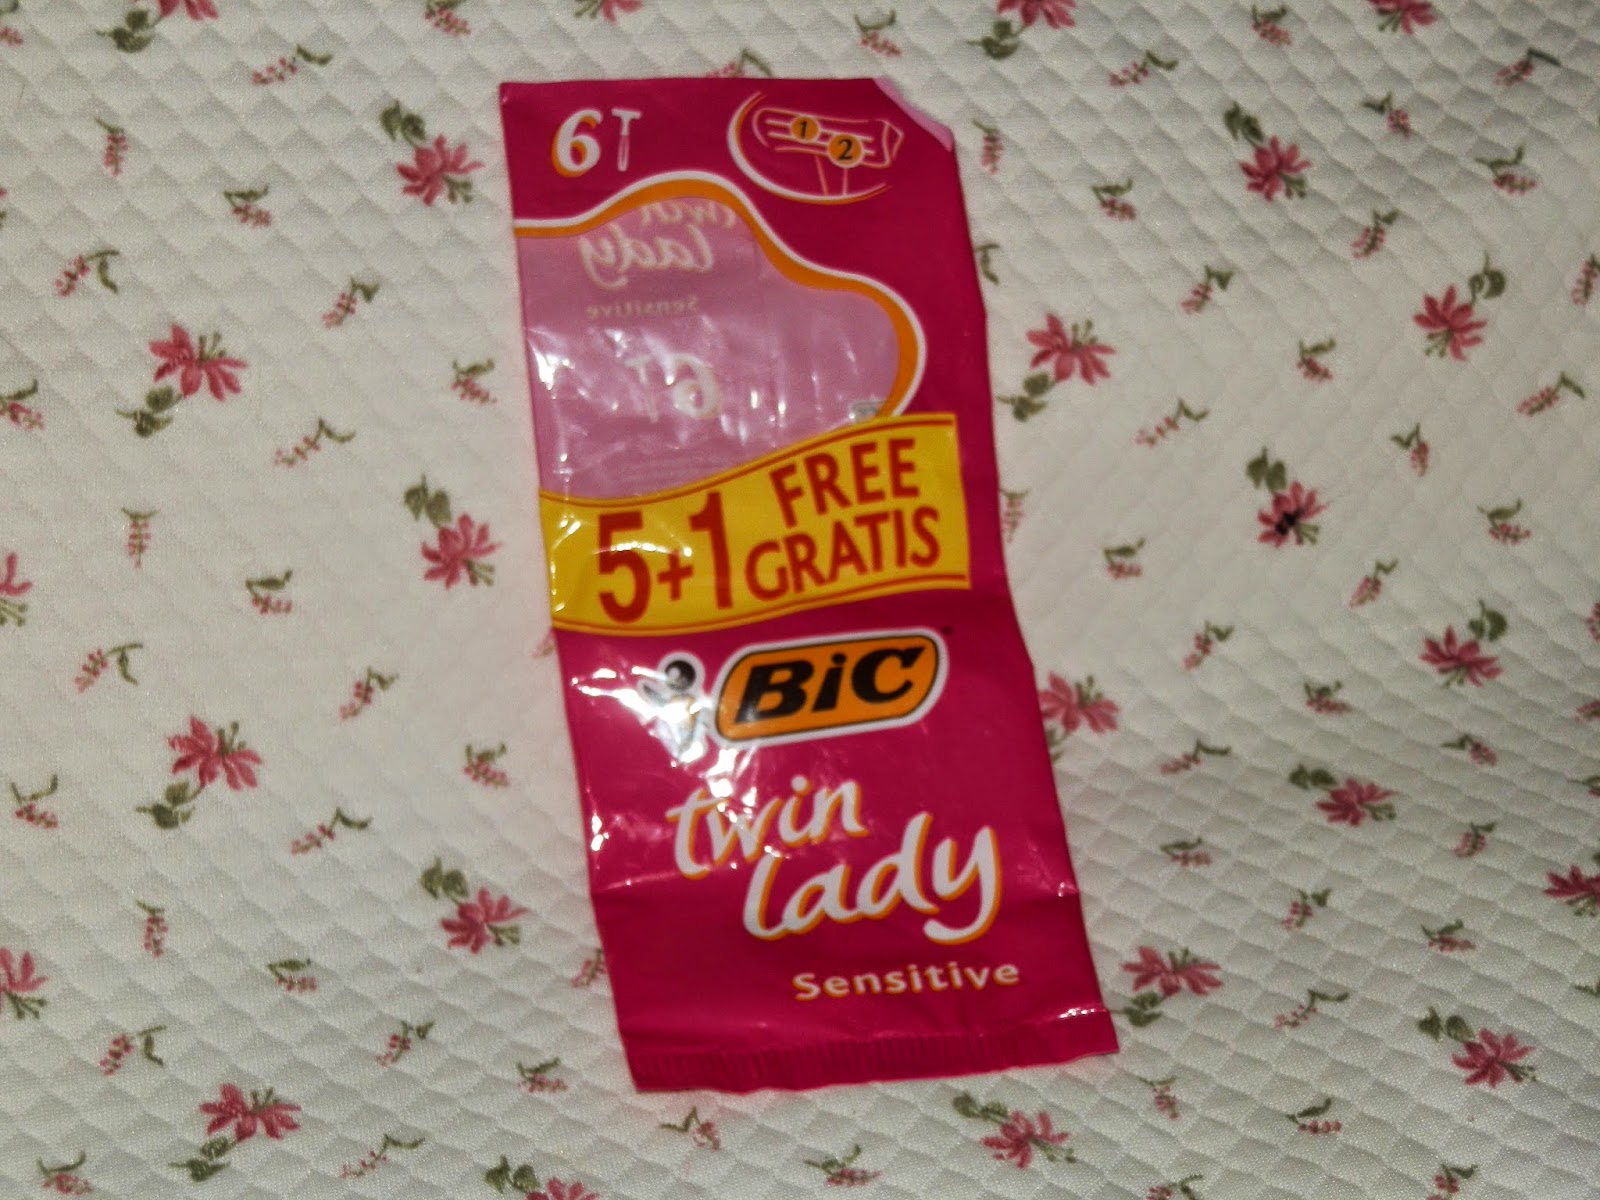 6
1
2
twin
lady
Sensitive
6
5+1 FREE
GRATIS
BiC
twin
lady
Sensitive